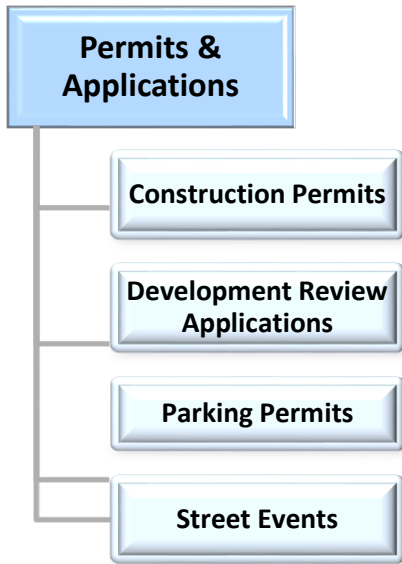 Permits &
Applications
Construction Permits
Development Review
Applications
Parking Permits
Street Events